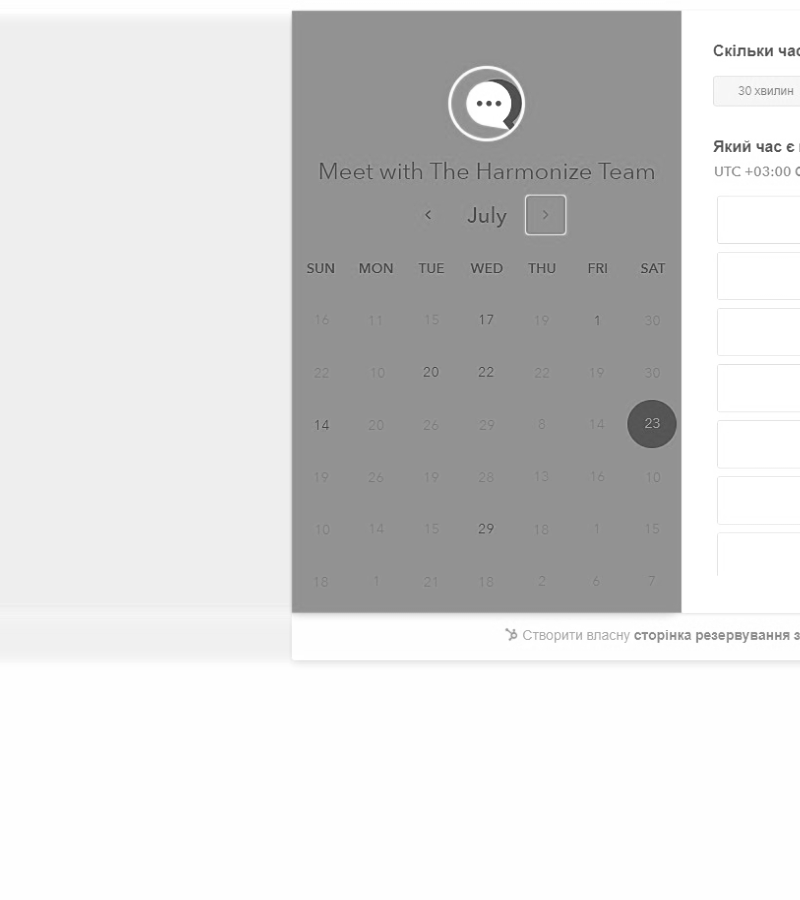 Meet with The Harmonize Team
July
SUN MON TUE WED THU FRI SAT
16 11 15 17 19 1 30
22 10 20 22 22 19 30
14 20 26 29 8 14 23
19 26 19 28 13 16 10
10 14 15 29 18 1 15
18 1 21 18 2 6 7
Скільки час
30 хвилин
Який час є
UTC +03:00
Створити власну сторінка резервування з